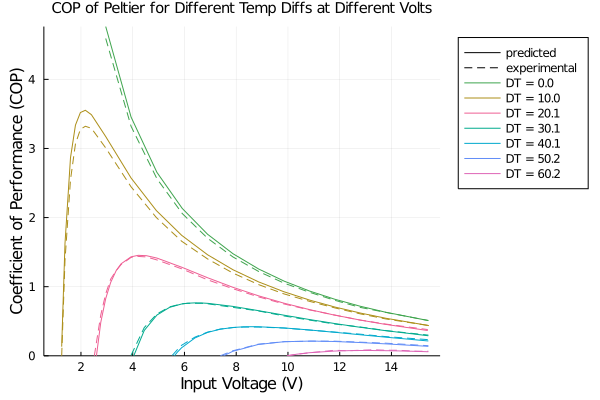 COP of Peltier for Different Temp Diffs at Different Volts
Coefficient of Performance (COP)
4
3
2
1
0
2 4 6 8 10 12 14
Input Voltage (V)
predicted
experimental
DT = 0.0
DT = 10.0
DT = 20.1
DT = 30.1
DT = 40.1
DT = 50.2
DT = 60.2